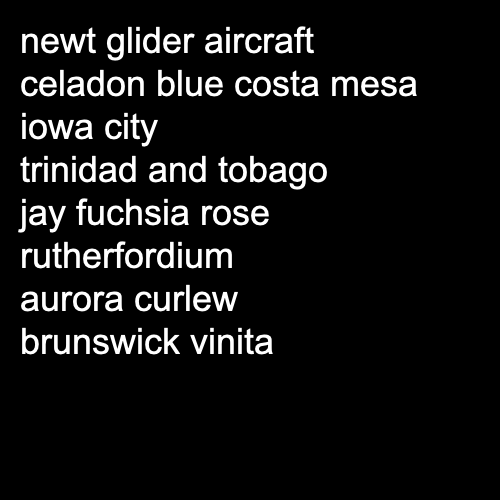 newt glider aircraft
celadon blue costa mesa
iowa city
trinidad and tobago
jay fuchsia rose
rutherfordium
aurora curlew
brunswick vinita